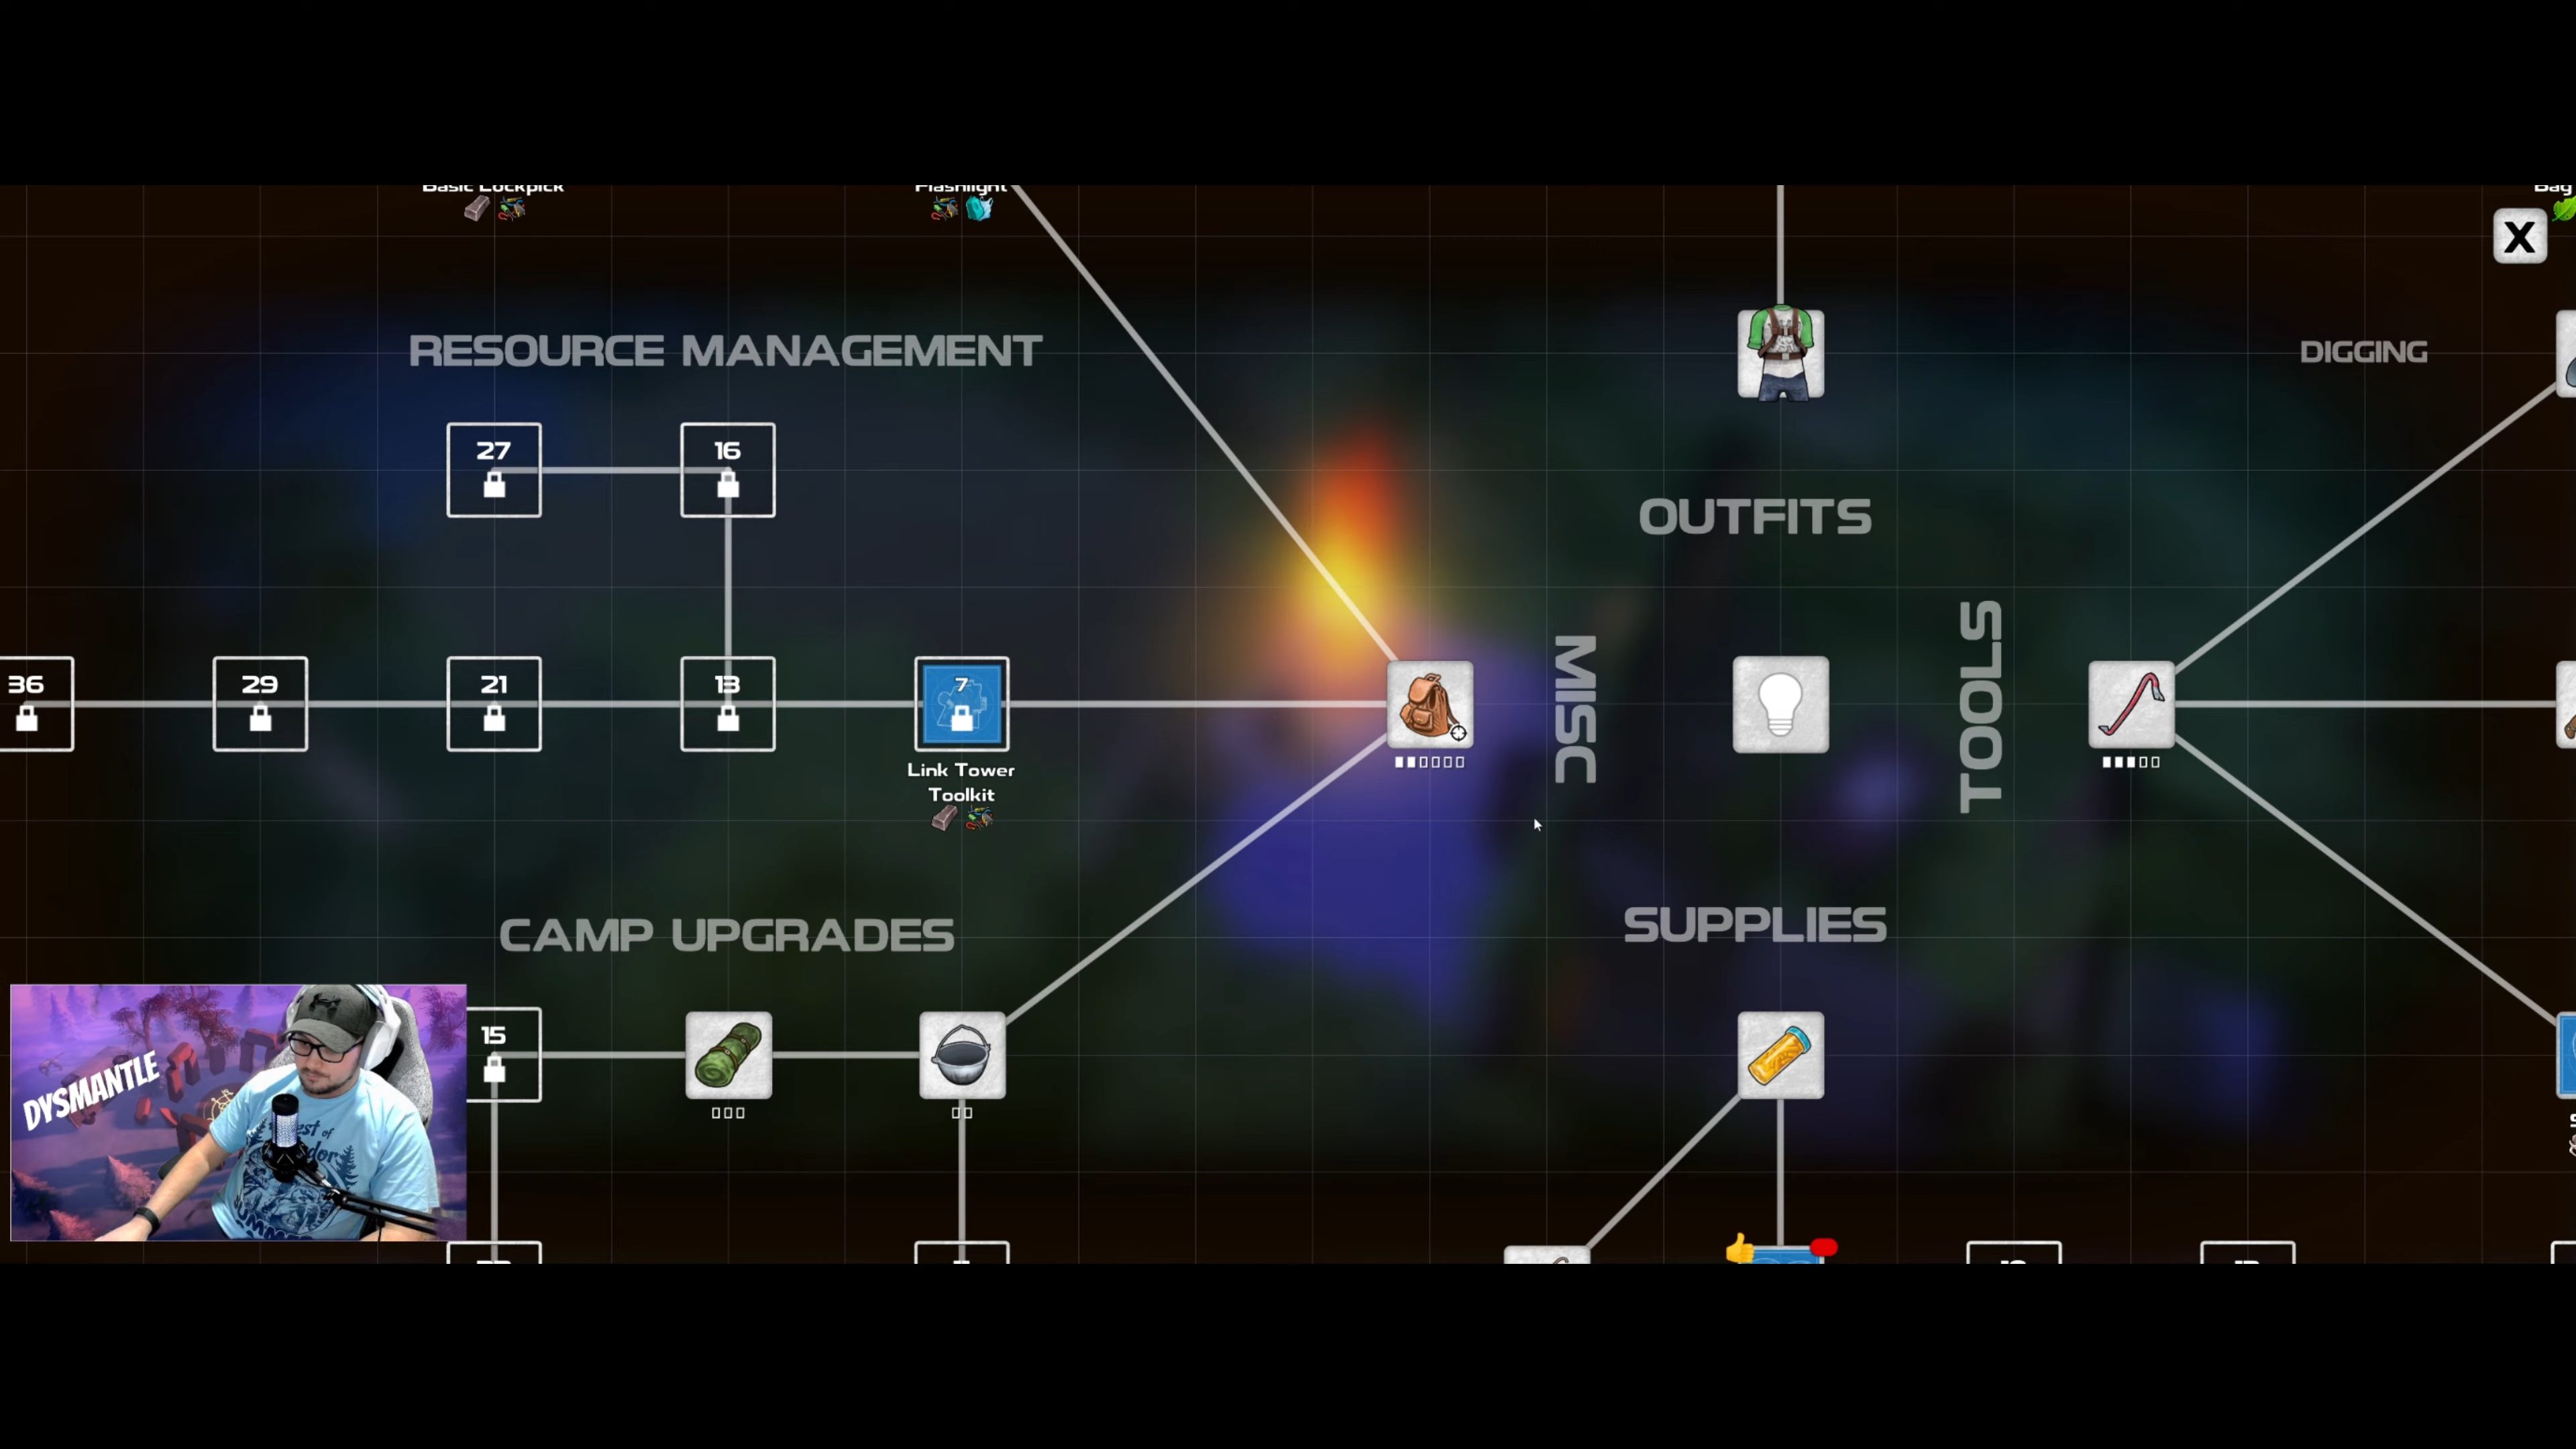 Basic Lockpick
Flashlight
Bag
X
RESOURCE MANAGEMENT
DIGGING
27
16
OUTFITS
MISC
TOOLS
36
29
21
13
7
Link Tower
Toolkit
CAMP UPGRADES
SUPPLIES
15
DYSMANTLE